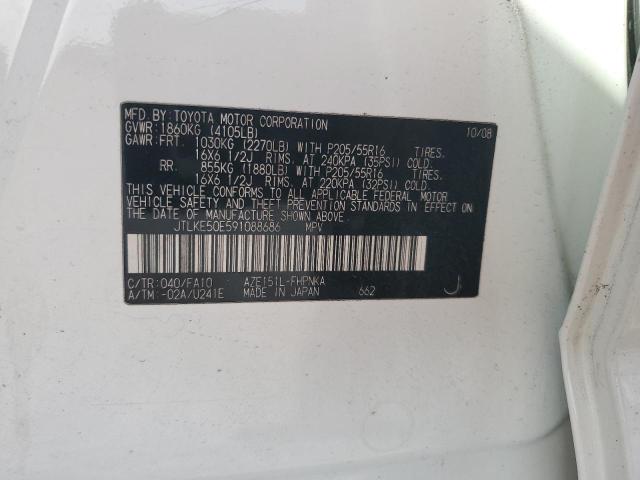 MFD.BY: TOYOTA MOTOR CORPORATION 10/08
GVWR: 1860KG (4105LB)
GAWR: FRT. 1030KG (2270LB) WITH P205/55R16 TIRES.
16X6 1/2J RIMS. AT 240KPA (35PSI) COLD.
RR. 855KG (1880LB) WITH P205/55R16 TIRES.
16X6 1/2J RIMS. AT 220KPA (32PSI) COLD.
THIS VEHICLE CONFORMS TO ALL APPLICABLE FEDERAL MOTOR
VEHICLE SAFETY AND THEFT PREVENTION STANDARDS IN EFFECT ON
THE DATE OF MANUFACTURE SHOWN ABOVE.
JTLKE50E591088686 MPV
C/TR: 040/FA10 AZE151L-FHPNKA
A/TM: -02A/U241E MADE IN JAPAN 662 J